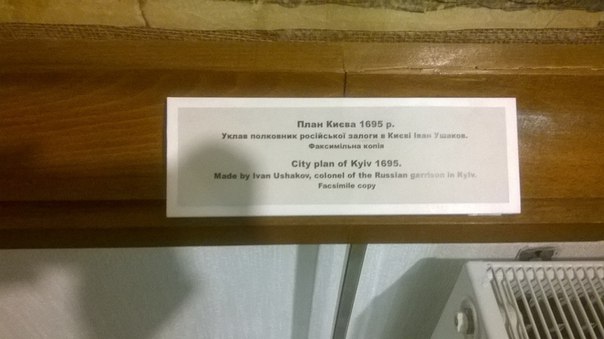 План Києва 1695 р.
Уклав полковник російської залоги в Києві Іван Ушаков.
Факсимільна копія
City plan of Kyiv 1695.
Made by Ivan Ushakov, colonel of the Russian garrison in Kyiv.
Facsimile copy